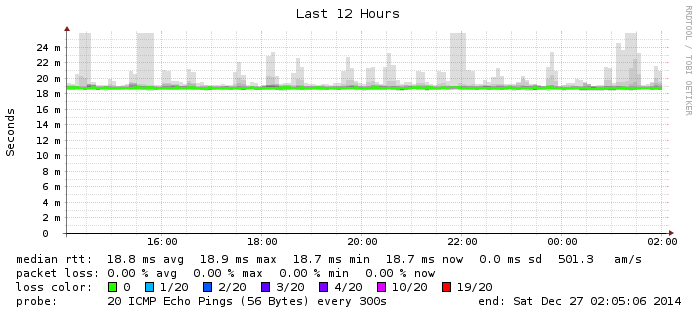 Last 12 Hours
RRDTOOL / TOBI OETIKER
Seconds
24 m
22 m
20 m
18 m
16 m
14 m
12 m
10 m
8 m
6 m
4 m
2 m
0
16:00 18:00 20:00 22:00 00:00 02:00
median rtt: 18.8 ms avg 18.9 ms max 18.7 ms min 18.7 ms now 0.0 ms sd 501.3 am/s
packet loss: 0.00 % avg 0.00 % max 0.00 % min 0.00 % now
loss color: 0 1/20 2/20 3/20 4/20 10/20 19/20
probe: 20 ICMP Echo Pings (56 Bytes) every 300s end: Sat Dec 27 02:05:06 2014